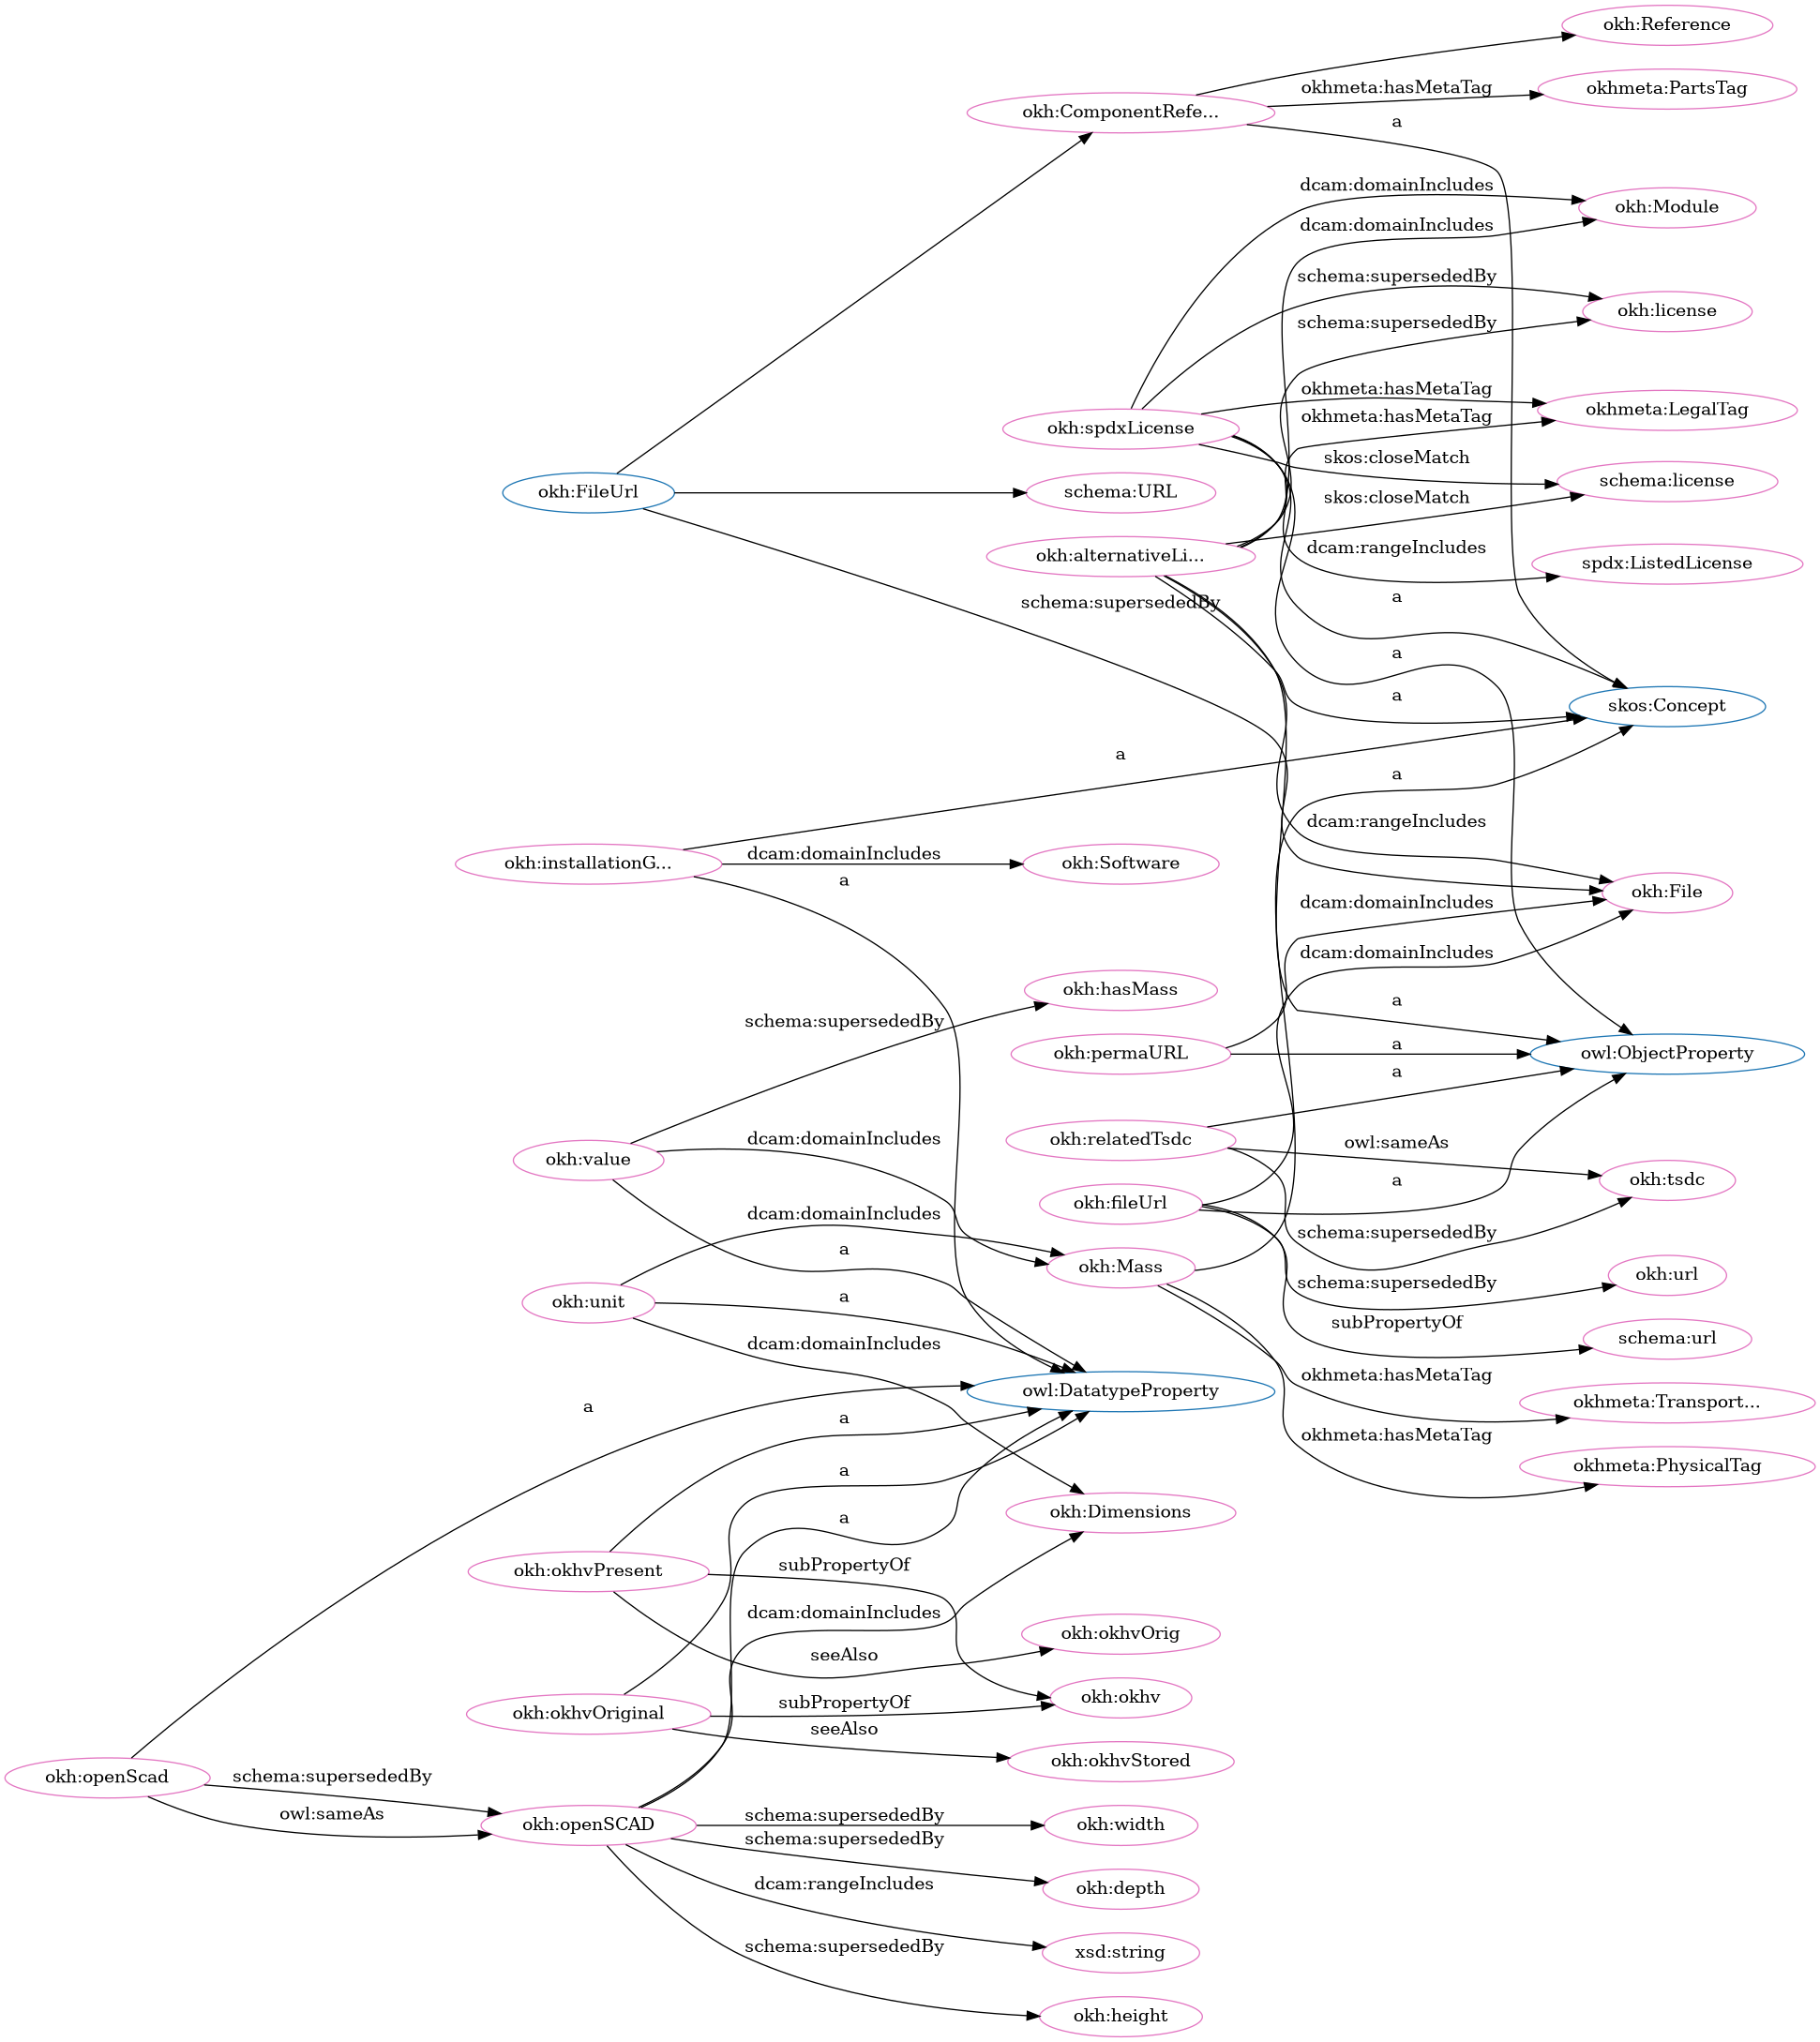 okh:Reference
okh:ComponentRefe...
okhmeta:hasMetaTag
okhmeta:PartsTag
a
dcam:domainIncludes
okh:Module
dcam:domainIncludes
schema:supersededBy
okh:license
schema:supersededBy
okhmeta:hasMetaTag
okhmeta:LegalTag
okhmeta:hasMetaTag
okh:spdxLicense
skos:closeMatch
schema:license
okh:FileUrl
schema:URL
skos:closeMatch
okh:alternativeLi...
dcam:rangeIncludes
spdx:ListedLicense
schema:supersededBy
a
a
a
skos:Concept
a
a
dcam:rangeIncludes
okh:installationG...
dcam:domainIncludes
okh:Software
a
okh:File
dcam:domainIncludes
dcam:domainIncludes
okh:hasMass
a
schema:supersededBy
okh:permaURL
a
owl:ObjectProperty
a
dcam:domainIncludes
okh:relatedTsdc
owl:sameAs
okh:value
a
okh:tsdc
okh:fileUrl
dcam:domainIncludes
schema:supersededBy
a
okh:Mass
schema:supersededBy
okh:url
okh:unit
a
subPropertyOf
schema:url
dcam:domainIncludes
okhmeta:hasMetaTag
okhmeta:Transport...
owl:DatatypeProperty
a
a
okhmeta:hasMetaTag
okhmeta:PhysicalTag
a
a
okh:Dimensions
okh:okhvPresent
subPropertyOf
dcam:domainIncludes
okh:okhvOrig
seeAlso
okh:okhvOriginal
subPropertyOf
okh:okhv
seeAlso
okh:okhvStored
okh:openScad
schema:supersededBy
owl:sameAs
okh:openSCAD
schema:supersededBy
okh:width
schema:supersededBy
okh:depth
dcam:rangeIncludes
xsd:string
schema:supersededBy
okh:height